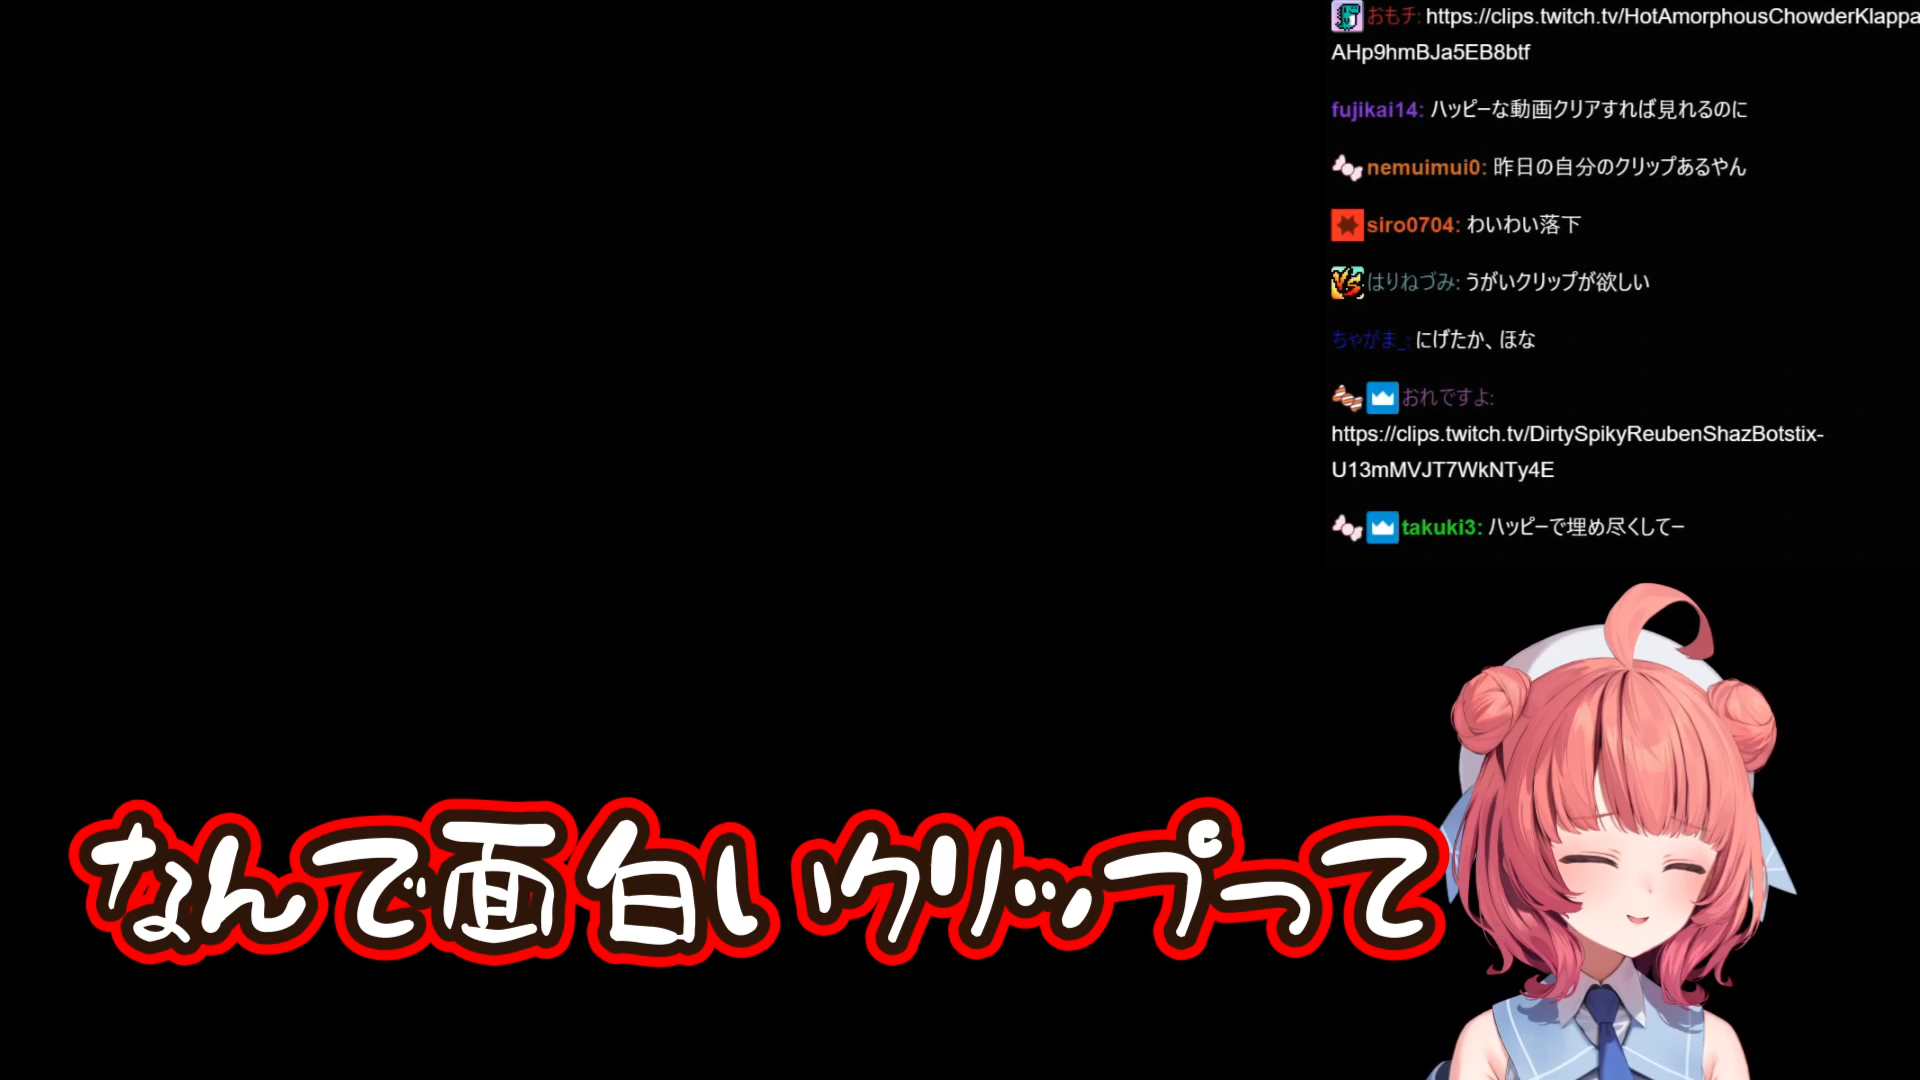 おもチ: https://clips.twitch.tv/HotAmorphousChowderKlappa
AHp9hmBJa5EB8btf
fujikai14: ハッピーな動画クリアすれば見れるのに
nemuimui0: 昨日の自分のクリップあるやん
siro0704: わいわい落下
はりねづみ: うがいクリップが欲しい
ちゃがま_: にげたか、ほな
おれですよ:
https://clips.twitch.tv/DirtySpikyReubenShazBotstix-
U13mMVJT7WkNTy4E
takuki3: ハッピーで埋め尽くしてー
なんで面白いクリップって